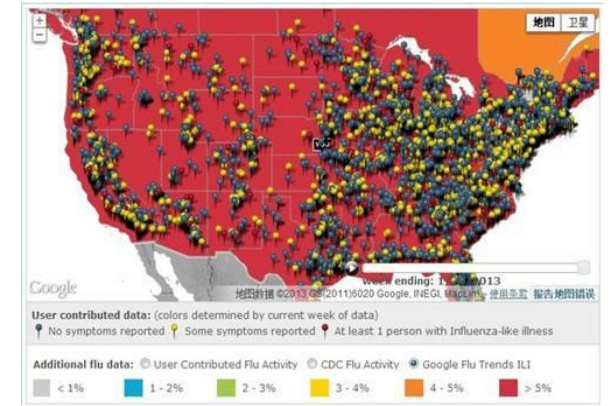 +
−
地图 卫星
week ending: 013
Google
地图数据 ©2013 GS(2011)6020 Google, INEGI, MapLink - 使用条款 报告地图错误
User contributed data: (colors determined by current week of data)
No symptoms reported Some symptoms reported At least 1 person with Influenza-like illness
Additional flu data: User Contributed Flu Activity CDC Flu Activity Google Flu Trends ILI
< 1% 1 - 2% 2 - 3% 3 - 4% 4 - 5% > 5%